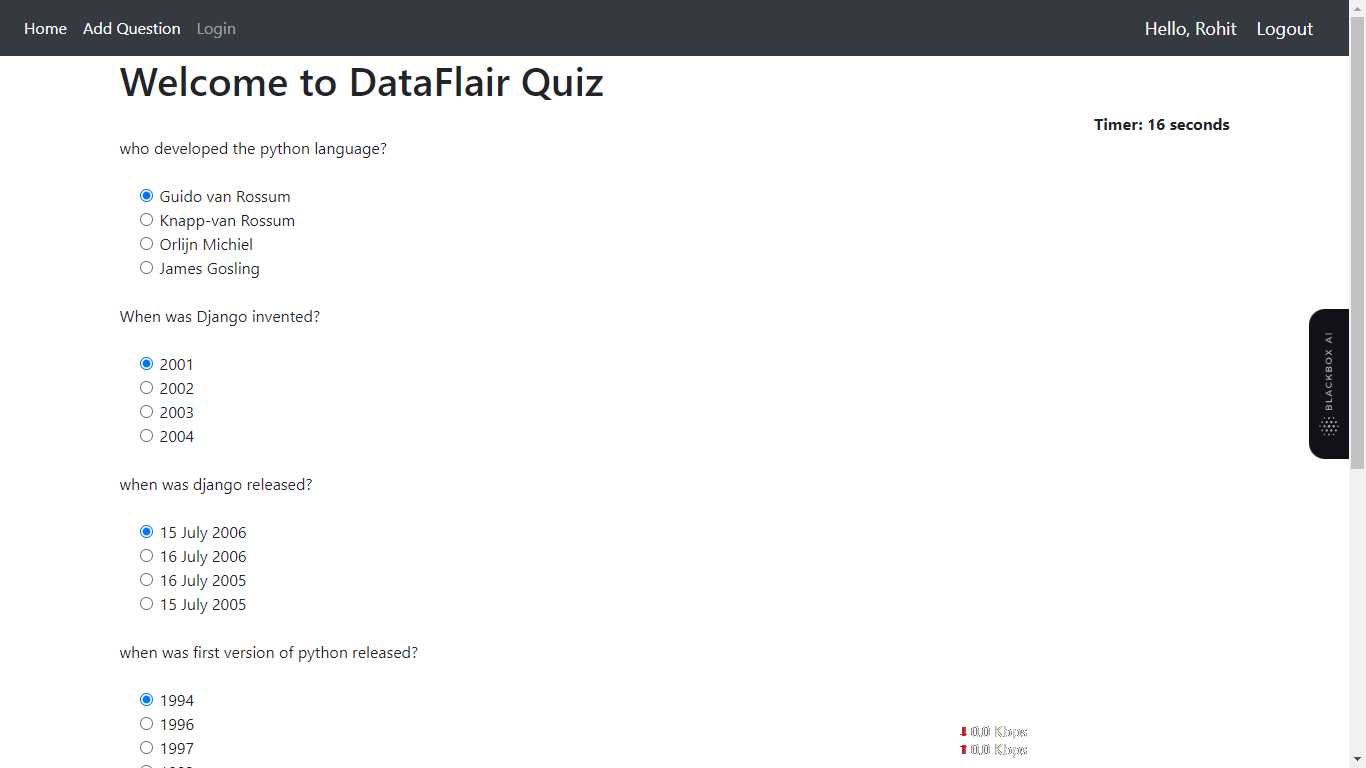 Home Add Question Login Hello, Rohit Logout
Welcome to DataFlair Quiz
Timer: 16 seconds
who developed the python language?
Guido van Rossum
Knapp-van Rossum
Orlijn Michiel
James Gosling
When was Django invented?
2001
2002
2003
2004
BLACKBOX AI
when was django released?
15 July 2006
16 July 2006
16 July 2005
15 July 2005
when was first version of python released?
1994
1996
1997
0.0 Kbps
0.0 Kbps